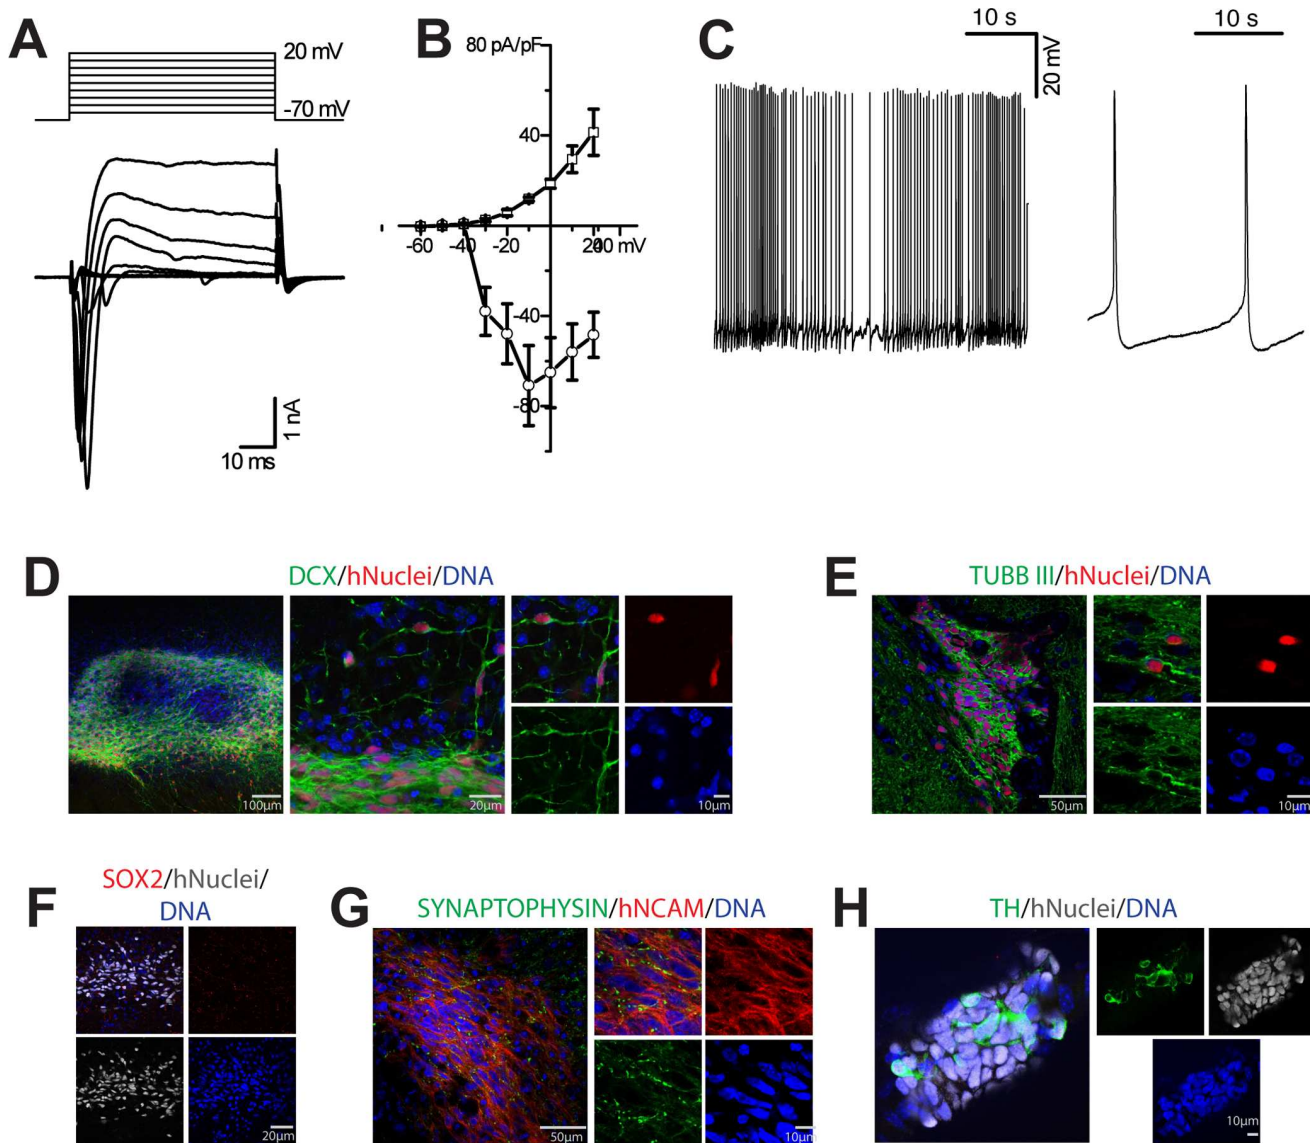 A
20 mV
-70 mV
1 nA
10 ms
B
80 pA/pF
40
-60
-40
-20
20
40 mV
-40
-80
C
10 s
20 mV
10 s
D
DCX/hNuclei/DNA
100µm
20µm
10µm
E
TUBB III/hNuclei/DNA
50µm
10µm
F
SOX2/hNuclei/
DNA
20µm
G
SYNAPTOPHYSIN/hNCAM/DNA
50µm
10µm
H
TH/hNuclei/DNA
10µm